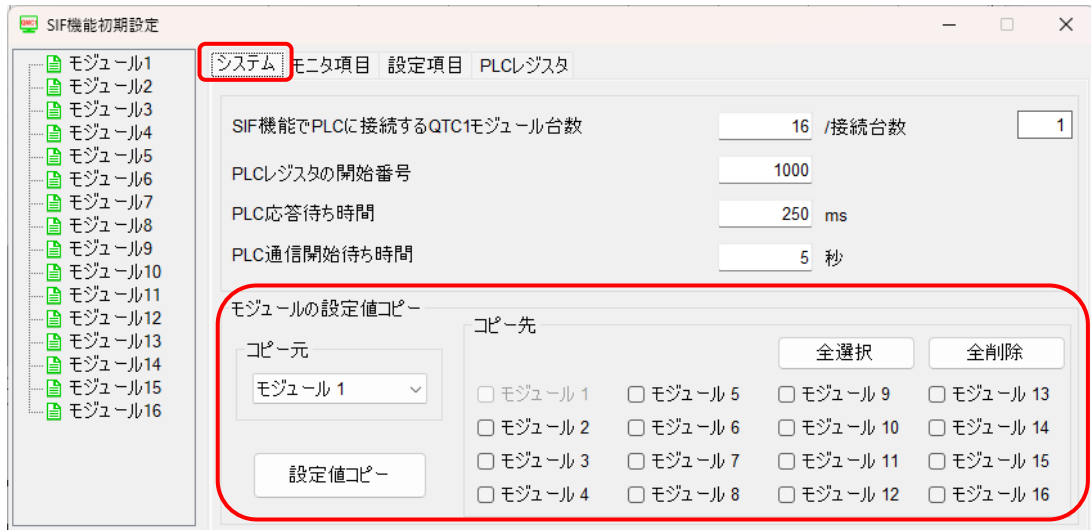 QMC1 SIF機能初期設定
モジュール1
モジュール2
モジュール3
モジュール4
モジュール5
モジュール6
モジュール7
モジュール8
モジュール9
モジュール10
モジュール11
モジュール12
モジュール13
モジュール14
モジュール15
モジュール16
システム モニタ項目 設定項目 PLCレジスタ
SIF機能でPLCに接続するQTC1モジュール台数 16 /接続台数 1
PLCレジスタの開始番号 1000
PLC応答待ち時間 250 ms
PLC通信開始待ち時間 5 秒
モジュールの設定値コピー
コピー元
モジュール 1
設定値コピー
コピー先
全選択 全削除
モジュール 1 モジュール 5 モジュール 9 モジュール 13
モジュール 2 モジュール 6 モジュール 10 モジュール 14
モジュール 3 モジュール 7 モジュール 11 モジュール 15
モジュール 4 モジュール 8 モジュール 12 モジュール 16